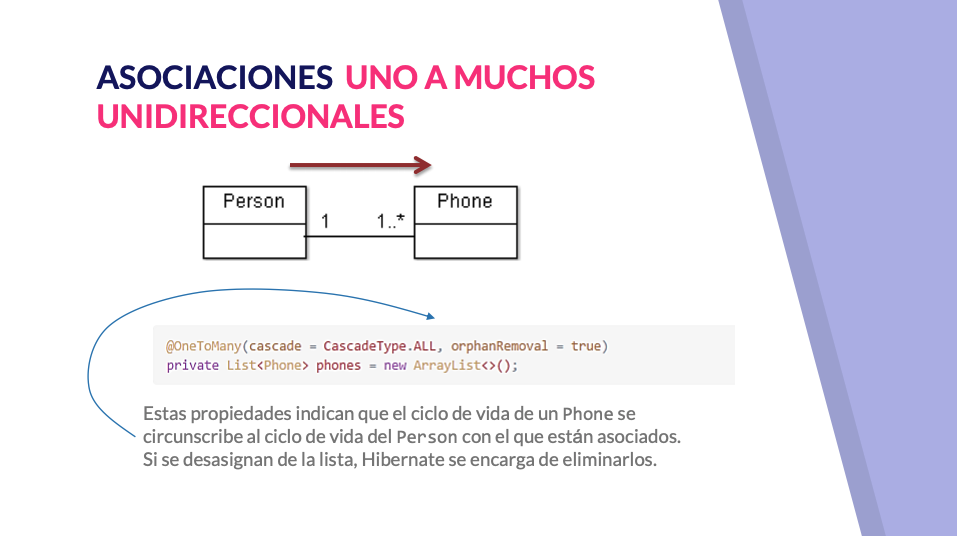 ASOCIACIONES UNO A MUCHOS
UNIDIRECCIONALES
Person
Phone
1
1..*
@OneToMany(cascade = CascadeType.ALL, orphanRemoval = true)
private List<Phone> phones = new ArrayList<>();
Estas propiedades indican que el ciclo de vida de un Phone se
circunscribe al ciclo de vida del Person con el que están asociados.
Si se desasignan de la lista, Hibernate se encarga de eliminarlos.